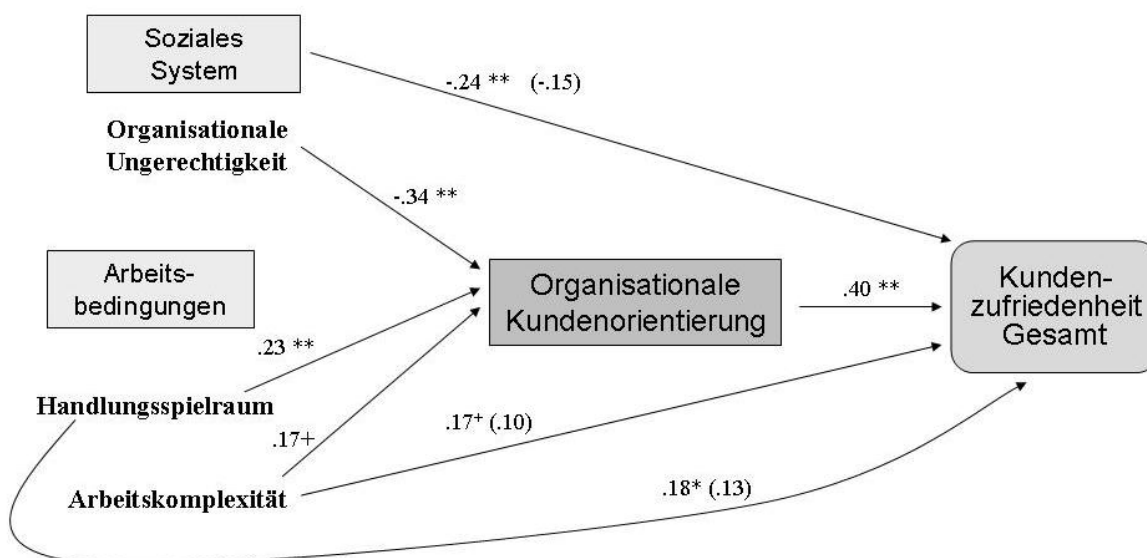 Soziales
System
-.24 ** (-.15)
Organisationale
Ungerechtigkeit
-.34 **
Arbeits-
bedingungen
Organisationale
Kundenorientierung
.40 **
Kunden-
zufriedenheit
Gesamt
.23 **
Handlungsspielraum
.17+
.17+ (.10)
Arbeitskomplexität
.18* (.13)